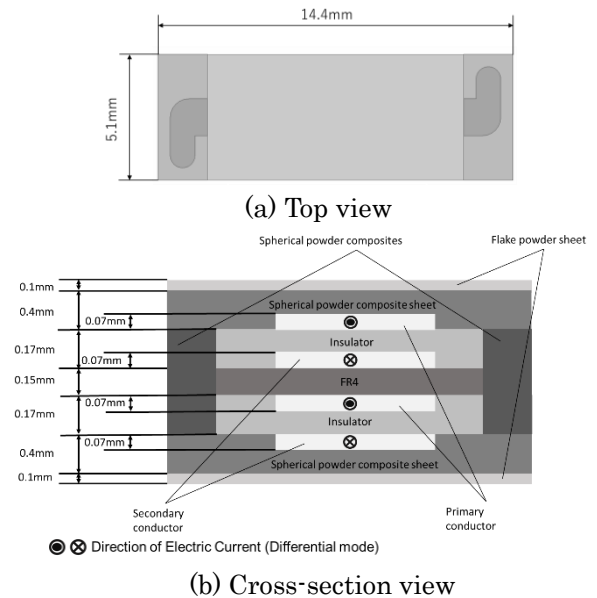 14.4mm
5.1mm
(a) Top view
Spherical powder composites
Flake powder sheet
0.1mm
0.4mm
Spherical powder composite sheet
0.07mm
0.17mm
Insulator
0.07mm
0.15mm
FR4
0.07mm
0.17mm
Insulator
0.07mm
0.4mm
Spherical powder composite sheet
0.1mm
Secondary
conductor
Primary
conductor
Direction of Electric Current (Differential mode)
(b) Cross-section view